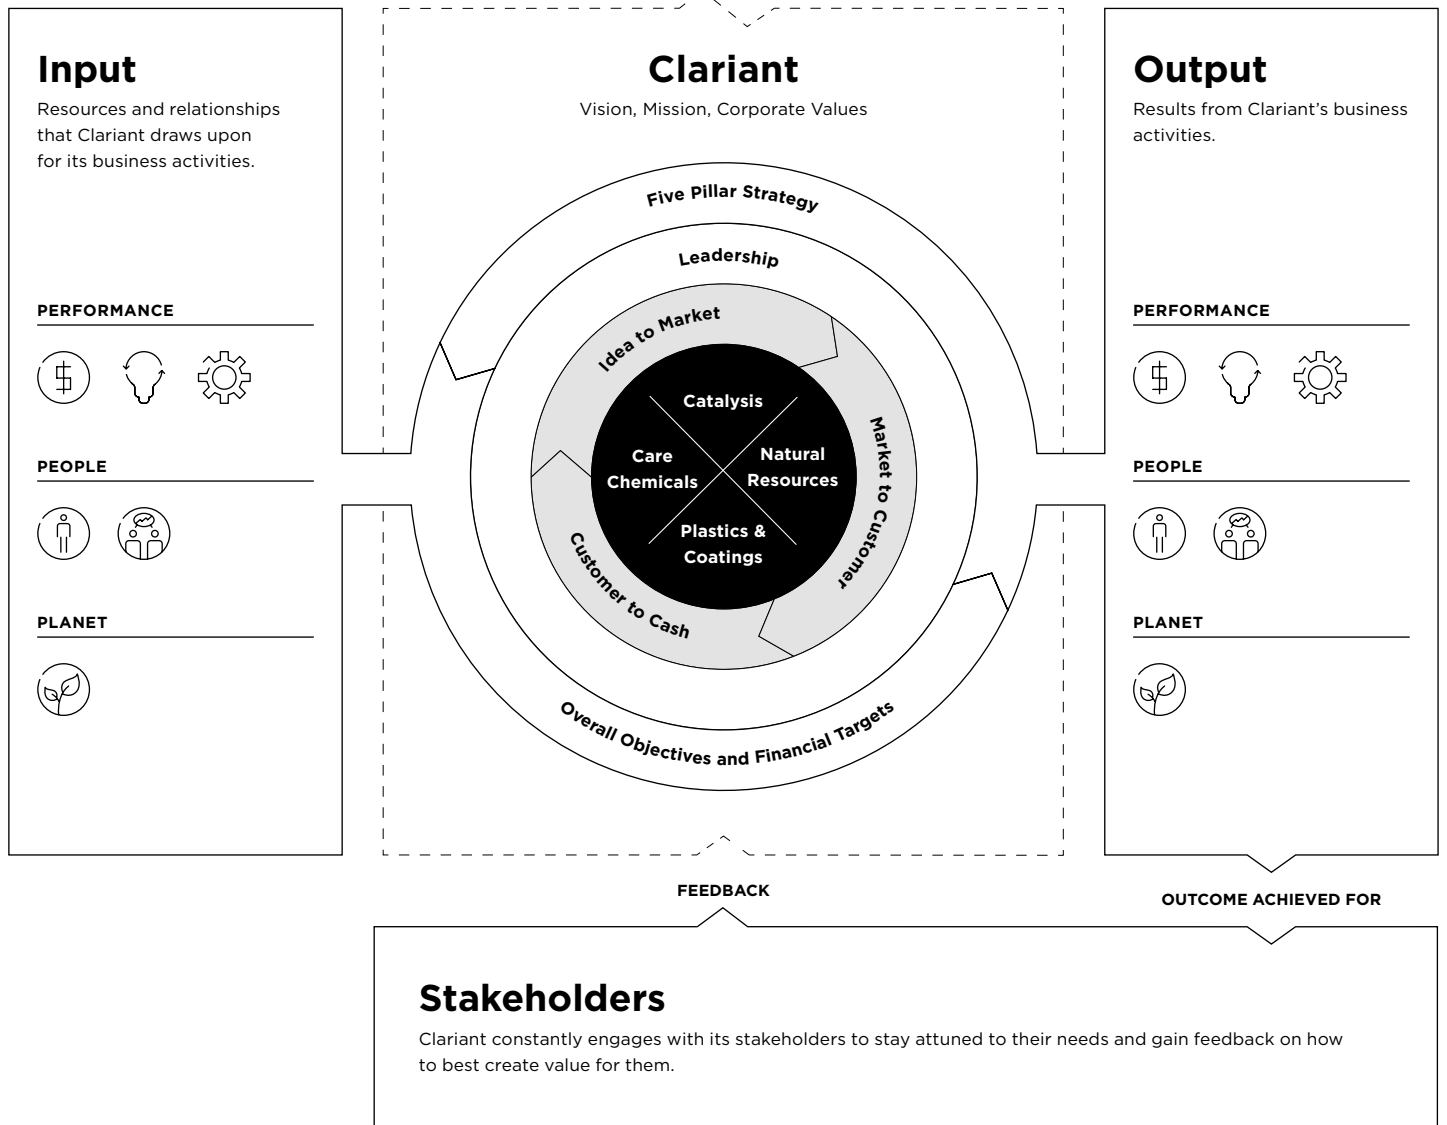 Input
Resources and relationships
that Clariant draws upon
for its business activities.
PERFORMANCE
PEOPLE
PLANET
Clariant
Vision, Mission, Corporate Values
Five Pillar Strategy
Leadership
Idea to Market
Market to Customer
Customer to Cash
Catalysis
Care
Chemicals
Natural
Resources
Plastics &
Coatings
Overall Objectives and Financial Targets
Output
Results from Clariant’s business
activities.
PERFORMANCE
PEOPLE
PLANET
FEEDBACK
OUTCOME ACHIEVED FOR
Stakeholders
Clariant constantly engages with its stakeholders to stay attuned to their needs and gain feedback on how
to best create value for them.